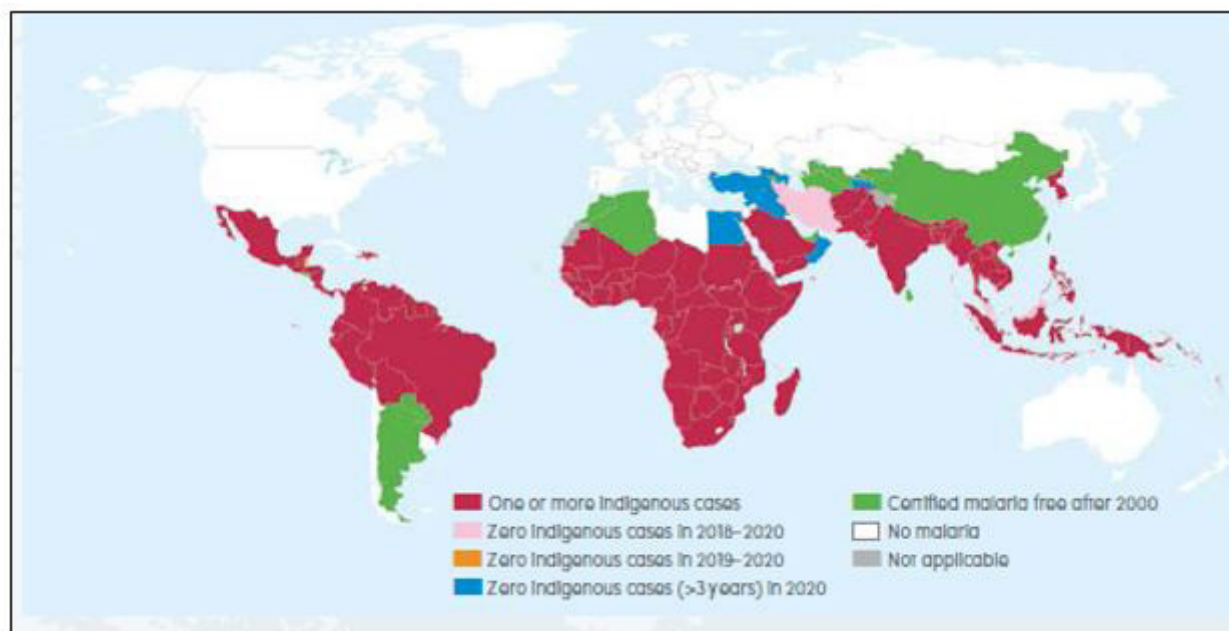 One or more indigenous cases
Zero indigenous cases in 2018–2020
Zero indigenous cases in 2019–2020
Zero indigenous cases (>3 years) in 2020
Certified malaria free after 2000
No malaria
Not applicable